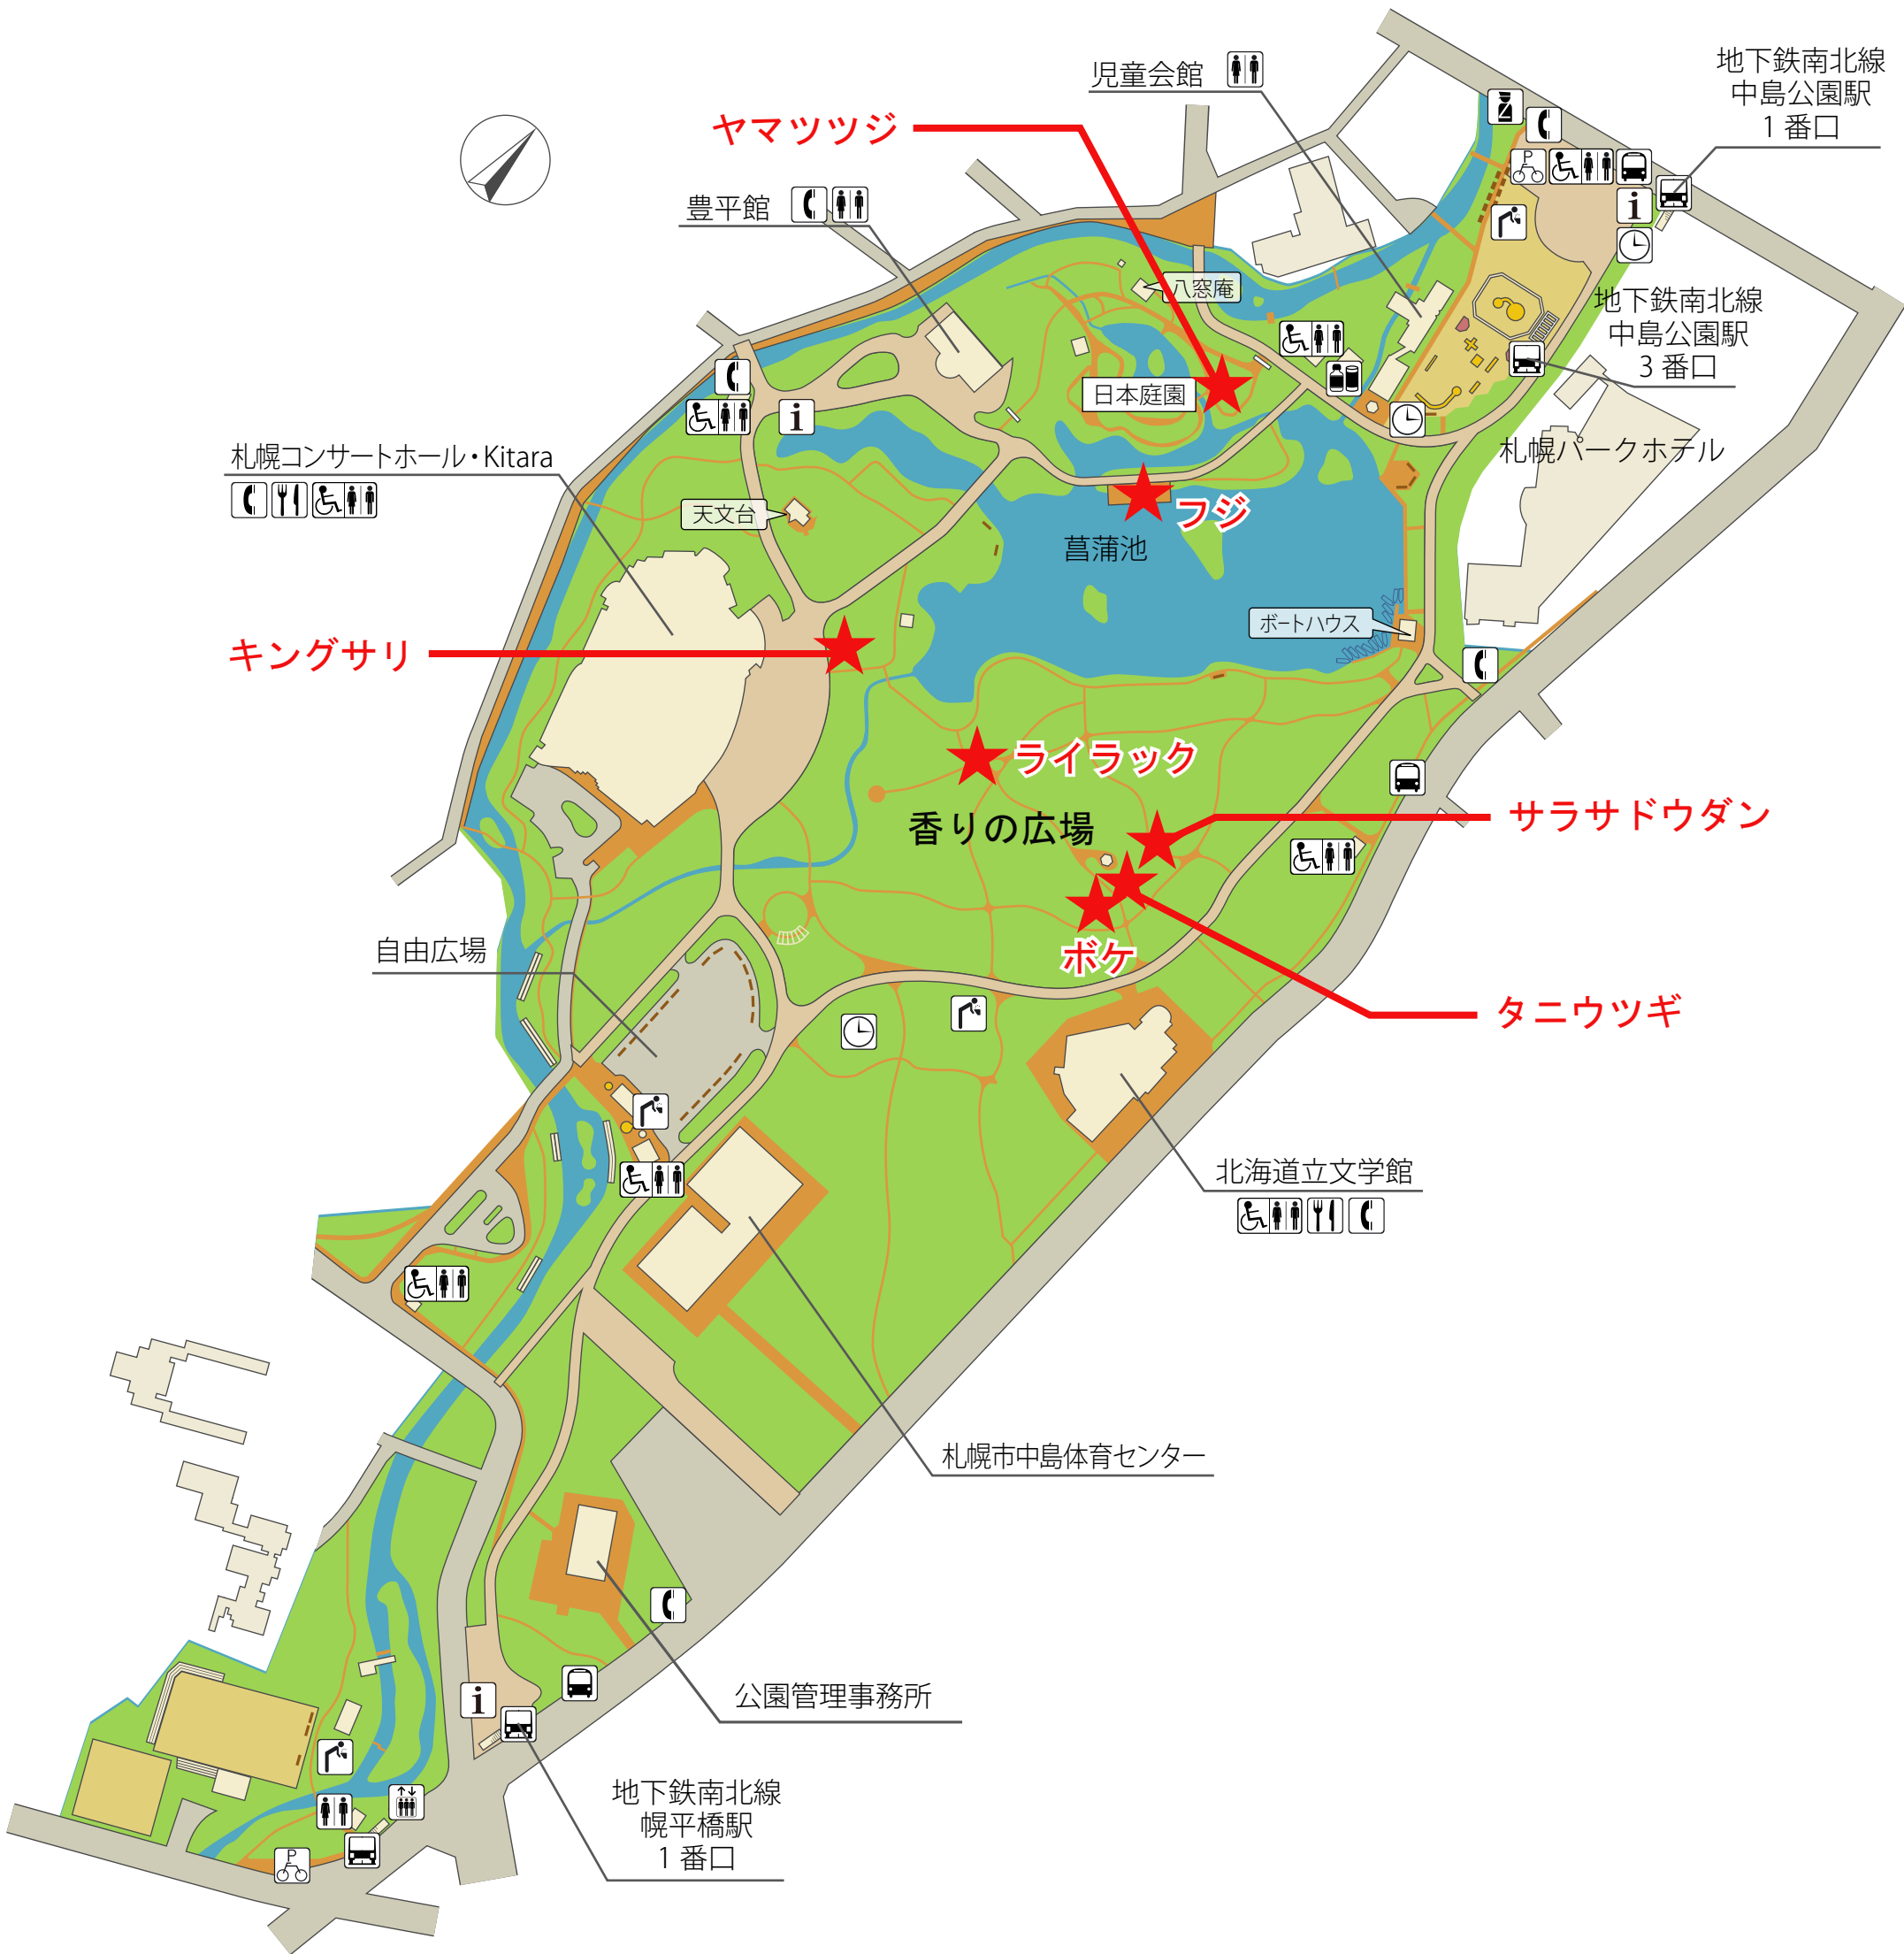 地下鉄南北線
中島公園駅
1 番口
児童会館
ヤマツツジ
P
i
豊平館
八窓庵
地下鉄南北線
中島公園駅
3 番口
日本庭園
i
札幌パークホテル
札幌コンサートホール・Kitara
天文台
フジ
菖蒲池
ボートハウス
キングサリ
ライラック
サラサドウダン
香りの広場
自由広場
ボケ
タニウツギ
北海道立文学館
札幌市中島体育センター
公園管理事務所
i
地下鉄南北線
幌平橋駅
1 番口
P